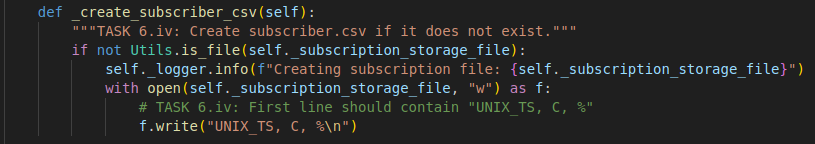 def _create_subscriber_csv(self):
"""TASK 6.iv: Create subscriber.csv if it does not exist."""
if not Utils.is_file(self._subscription_storage_file):
self._logger.info(f"Creating subscription file: {self._subscription_storage_file}")
with open(self._subscription_storage_file, "w") as f:
# TASK 6.iv: First line should contain "UNIX_TS, C, %"
f.write("UNIX_TS, C, %\n")